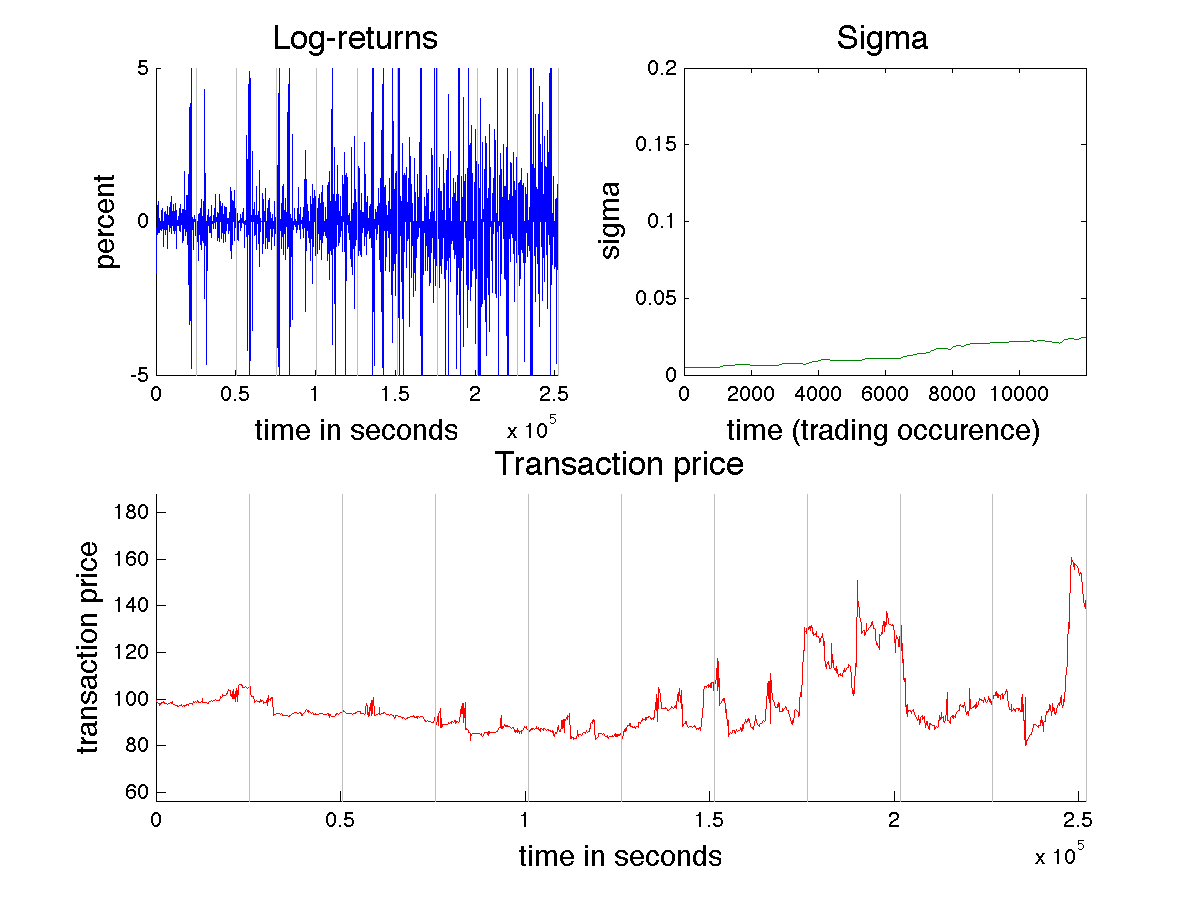 Log-returns
5
0
-5
percent
0 0.5 1 1.5 2 2.5
x 10^5
time in seconds
Sigma
0.2
0.15
0.1
0.05
0
sigma
0 2000 4000 6000 8000 10000
time (trading occurence)
Transaction price
180
160
140
120
100
80
60
transaction price
0 0.5 1 1.5 2 2.5
x 10^5
time in seconds